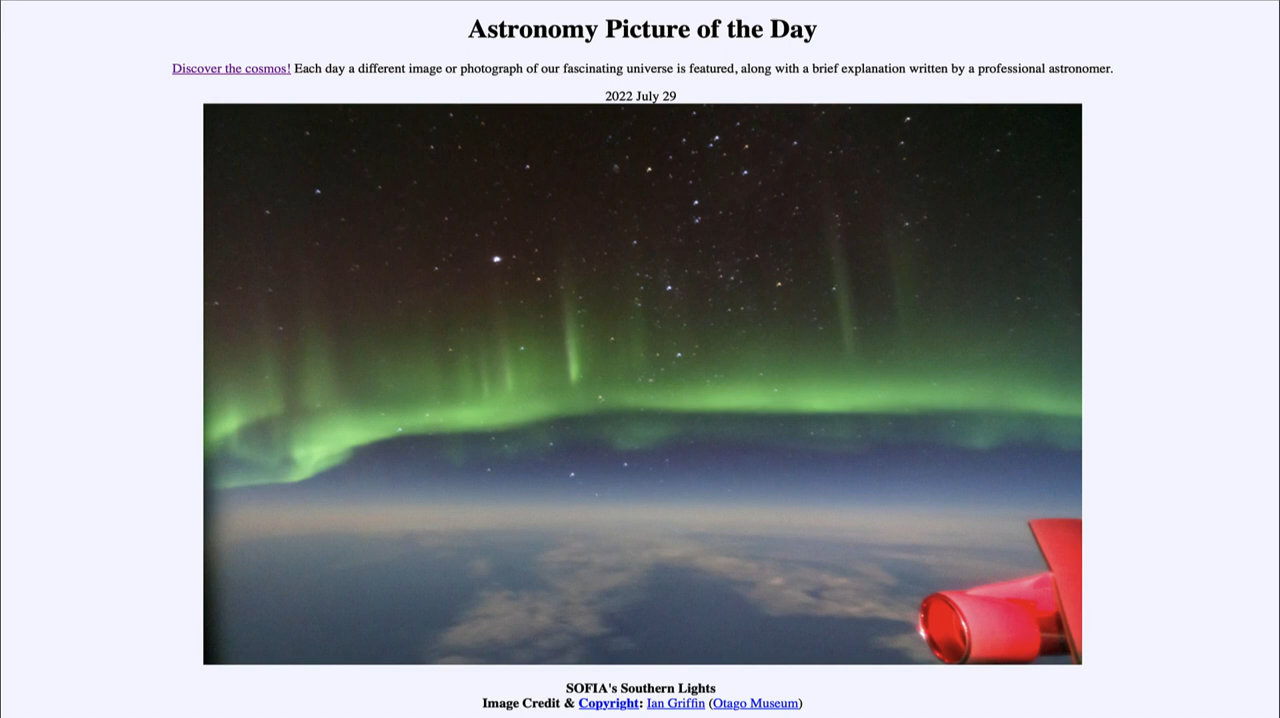 Astronomy Picture of the Day
Discover the cosmos! Each day a different image or photograph of our fascinating universe is featured, along with a brief explanation written by a professional astronomer.
2022 July 29
SOFIA's Southern Lights
Image Credit & Copyright: Ian Griffin (Otago Museum)